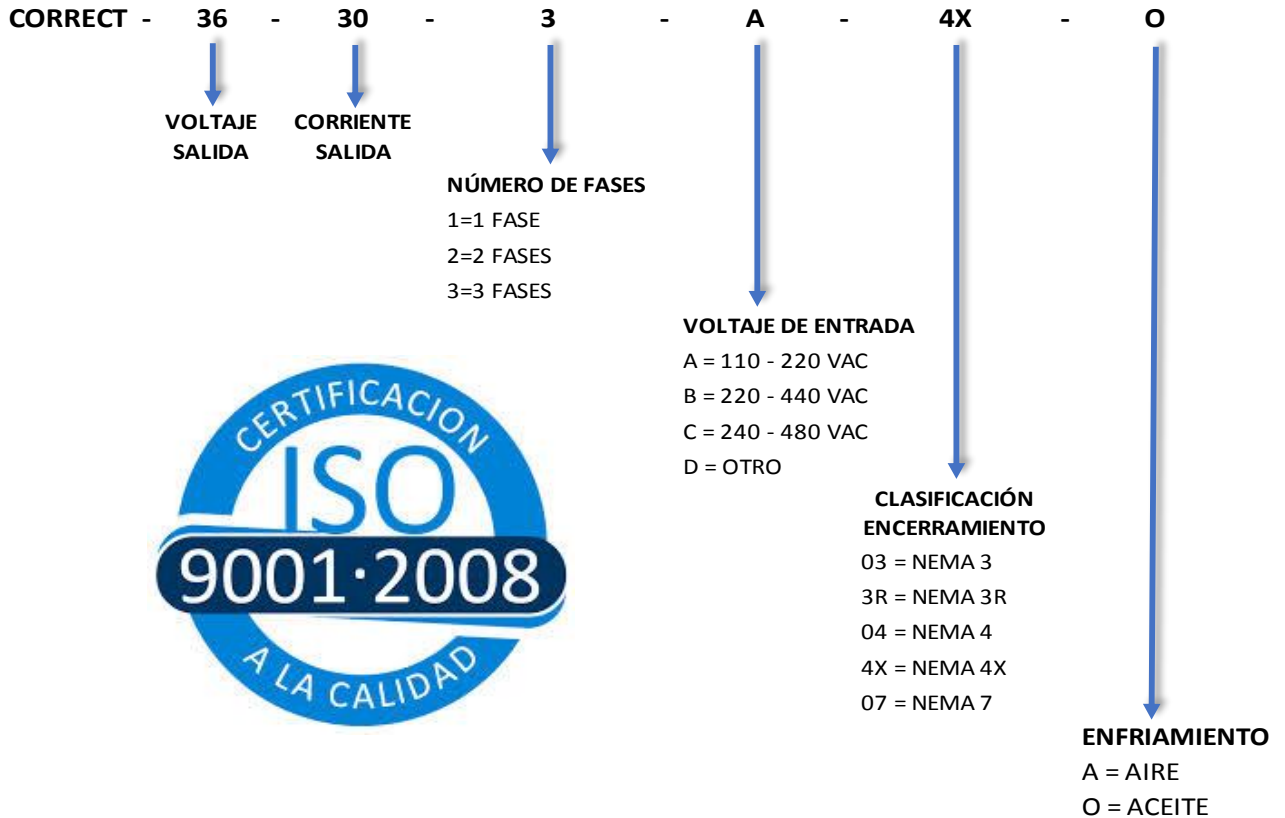 CORRECT - 36 - 30 - 3 - A - 4X - O
VOLTAJE
SALIDA
CORRIENTE
SALIDA
NÚMERO DE FASES
1=1 FASE
2=2 FASES
3=3 FASES
VOLTAJE DE ENTRADA
A = 110 - 220 VAC
B = 220 - 440 VAC
C = 240 - 480 VAC
D = OTRO
CLASIFICACIÓN
ENCERRAMIENTO
03 = NEMA 3
3R = NEMA 3R
04 = NEMA 4
4X = NEMA 4X
07 = NEMA 7
ENFRIAMIENTO
A = AIRE
O = ACEITE
CERTIFICACION
ISO
9001·2008
A LA CALIDAD